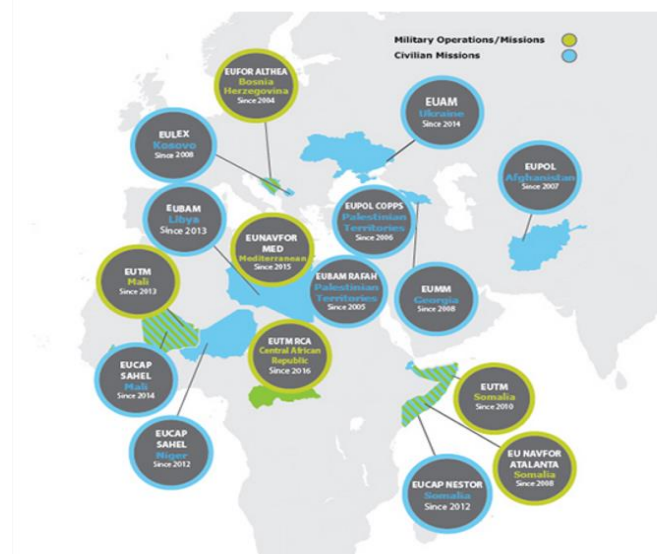 Military Operations/Missions
Civilian Missions
EUFOR ALTHEA
Bosnia
Herzegovina
Since 2004
EUAM
Ukraine
Since 2014
EULEX
Kosovo
Since 2008
EUPOL
Afghanistan
Since 2007
EUBAM
Libya
Since 2013
EUPOL COPPS
Palestinian
Territories
Since 2006
EUNAVFOR
MED
Mediterranean
Since 2015
EUTM
Mali
Since 2013
EUBAM RAFAH
Palestinian
Territories
Since 2005
EUMM
Georgia
Since 2008
EUTM RCA
Central African
Republic
Since 2016
EUCAP
SAHEL
Mali
Since 2014
EUTM
Somalia
Since 2010
EUCAP
SAHEL
Niger
Since 2012
EU NAVFOR
ATALANTA
Somalia
Since 2008
EUCAP NESTOR
Somalia
Since 2012